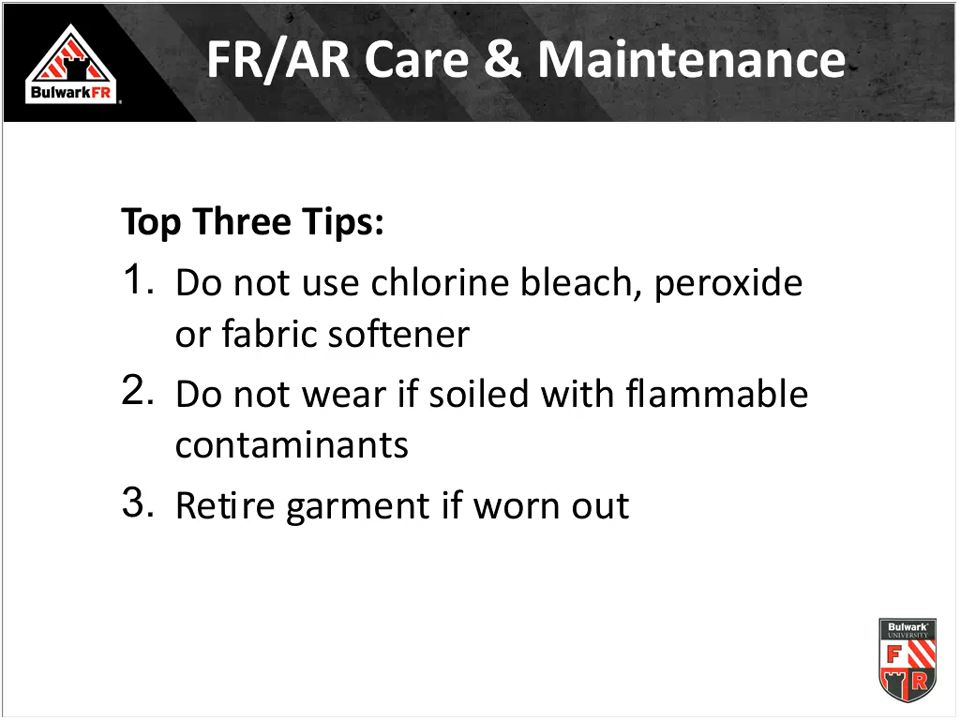 FR/AR Care & Maintenance
BulwarkFR
Top Three Tips:
1. Do not use chlorine bleach, peroxide
or fabric softener
2. Do not wear if soiled with flammable
contaminants
3. Retire garment if worn out
Bulwark
UNIVERSITY
F
R